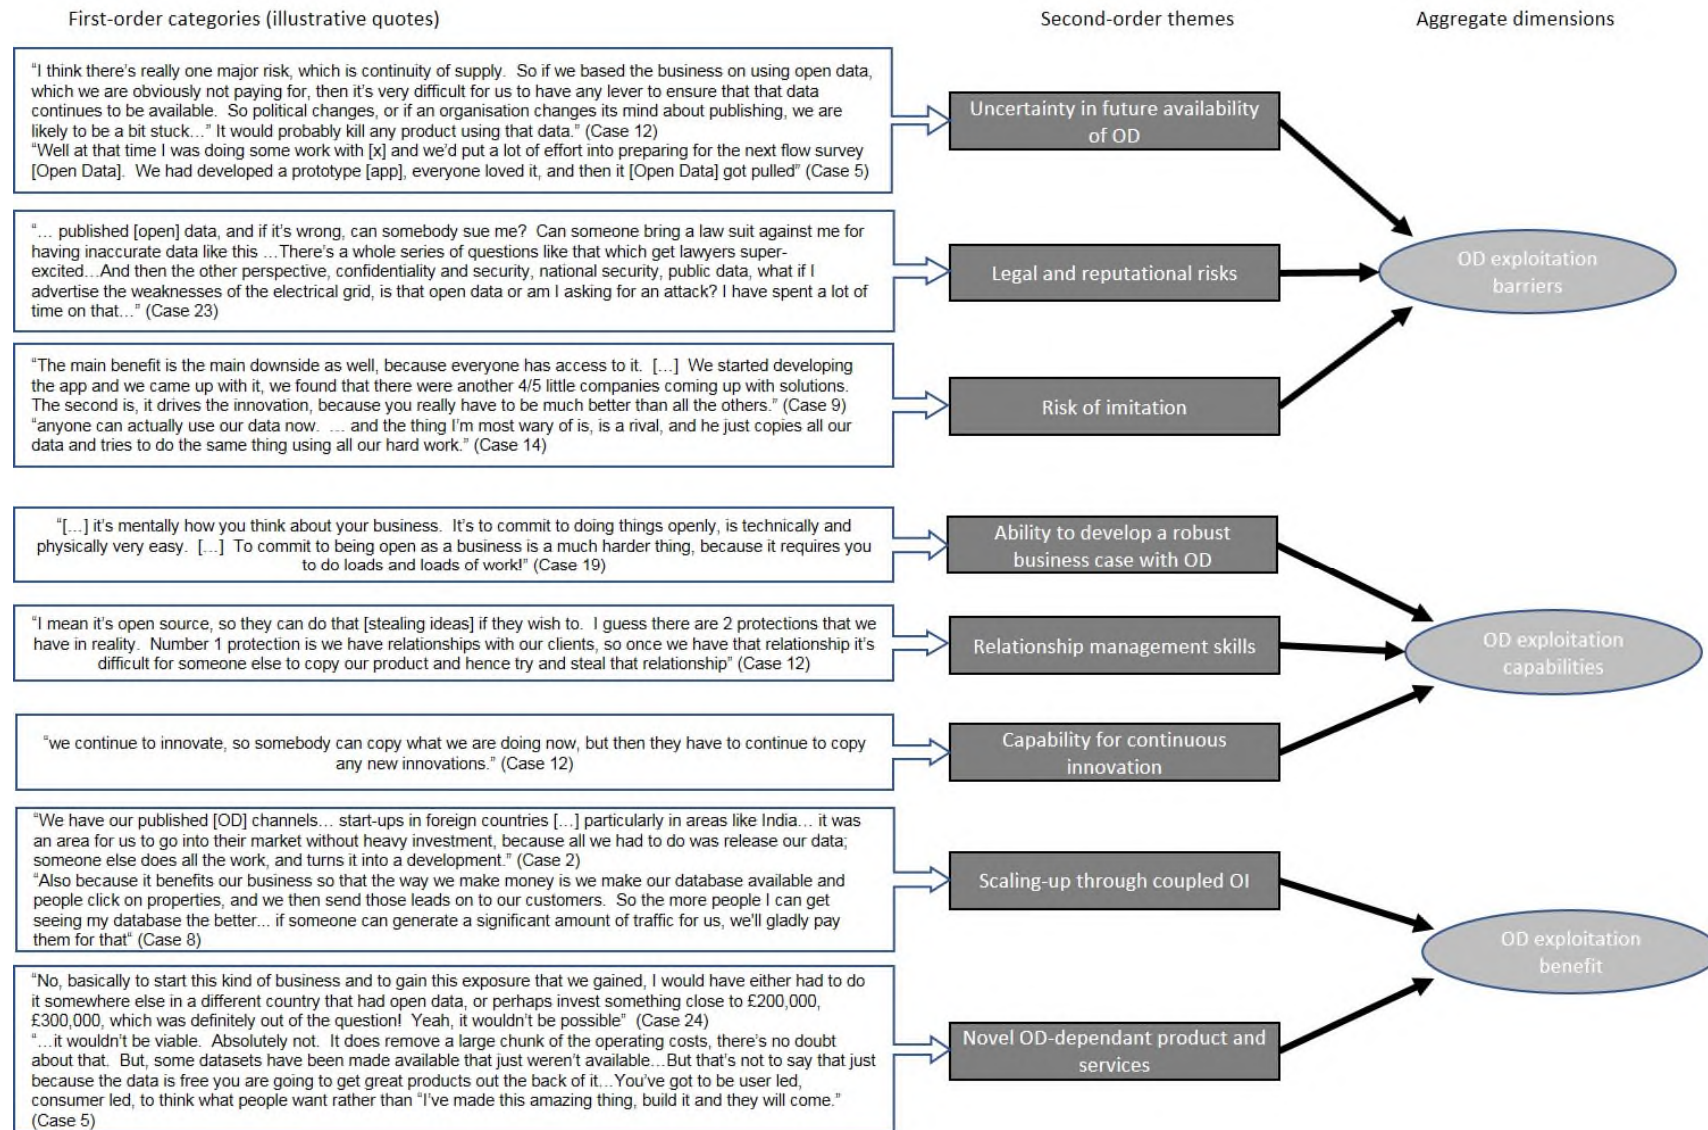 First-order categories (illustrative quotes)
Second-order themes
Aggregate dimensions
“I think there’s really one major risk, which is continuity of supply.  So if we based the business on using open data,
which we are obviously not paying for, then it’s very difficult for us to have any lever to ensure that that data
continues to be available.  So political changes, or if an organisation changes its mind about publishing, we are
likely to be a bit stuck…” It would probably kill any product using that data.” (Case 12)
“Well at that time I was doing some work with [x] and we’d put a lot of effort into preparing for the next flow survey
[Open Data].  We had developed a prototype [app], everyone loved it, and then it [Open Data] got pulled” (Case 5)
Uncertainty in future availability
of OD
“… published [open] data, and if it’s wrong, can somebody sue me?  Can someone bring a law suit against me for
having inaccurate data like this …There’s a whole series of questions like that which get lawyers super-
excited…And then the other perspective, confidentiality and security, national security, public data, what if I
advertise the weaknesses of the electrical grid, is that open data or am I asking for an attack? I have spent a lot of
time on that…” (Case 23)
Legal and reputational risks
OD exploitation
barriers
“The main benefit is the main downside as well, because everyone has access to it.  […]  We started developing
the app and we came up with it, we found that there were another 4/5 little companies coming up with solutions.
The second is, it drives the innovation, because you really have to be much better than all the others.” (Case 9)
“anyone can actually use our data now.  … and the thing I’m most wary of is, is a rival, and he just copies all our
data and tries to do the same thing using all our hard work.” (Case 14)
Risk of imitation
“[…] it’s mentally how you think about your business.  It’s to commit to doing things openly, is technically and
physically very easy.  […]  To commit to being open as a business is a much harder thing, because it requires you
to do loads and loads of work!” (Case 19)
Ability to develop a robust
business case with OD
“I mean it’s open source, so they can do that [stealing ideas] if they wish to.  I guess there are 2 protections that we
have in reality.  Number 1 protection is we have relationships with our clients, so once we have that relationship it’s
difficult for someone else to copy our product and hence try and steal that relationship” (Case 12)
Relationship management skills
OD exploitation
capabilities
“we continue to innovate, so somebody can copy what we are doing now, but then they have to continue to copy
any new innovations.” (Case 12)
Capability for continuous
innovation
“We have our published [OD] channels… start-ups in foreign countries […] particularly in areas like India… it was
an area for us to go into their market without heavy investment, because all we had to do was release our data;
someone else does all the work, and turns it into a development.” (Case 2)
“Also because it benefits our business so that the way we make money is we make our database available and
people click on properties, and we then send those leads on to our customers.  So the more people I can get
seeing my database the better... if someone can generate a significant amount of traffic for us, we'll gladly pay
them for that“ (Case 8)
Scaling-up through coupled OI
OD exploitation
benefit
“No, basically to start this kind of business and to gain this exposure that we gained, I would have either had to do
it somewhere else in a different country that had open data, or perhaps invest something close to £200,000,
£300,000, which was definitely out of the question!  Yeah, it wouldn’t be possible”  (Case 24)
“…it wouldn’t be viable.  Absolutely not.  It does remove a large chunk of the operating costs, there’s no doubt
about that.  But, some datasets have been made available that just weren’t available…But that’s not to say that just
because the data is free you are going to get great products out the back of it…You’ve got to be user led,
consumer led, to think what people want rather than “I’ve made this amazing thing, build it and they will come.”
(Case 5)
Novel OD-dependant product and
services